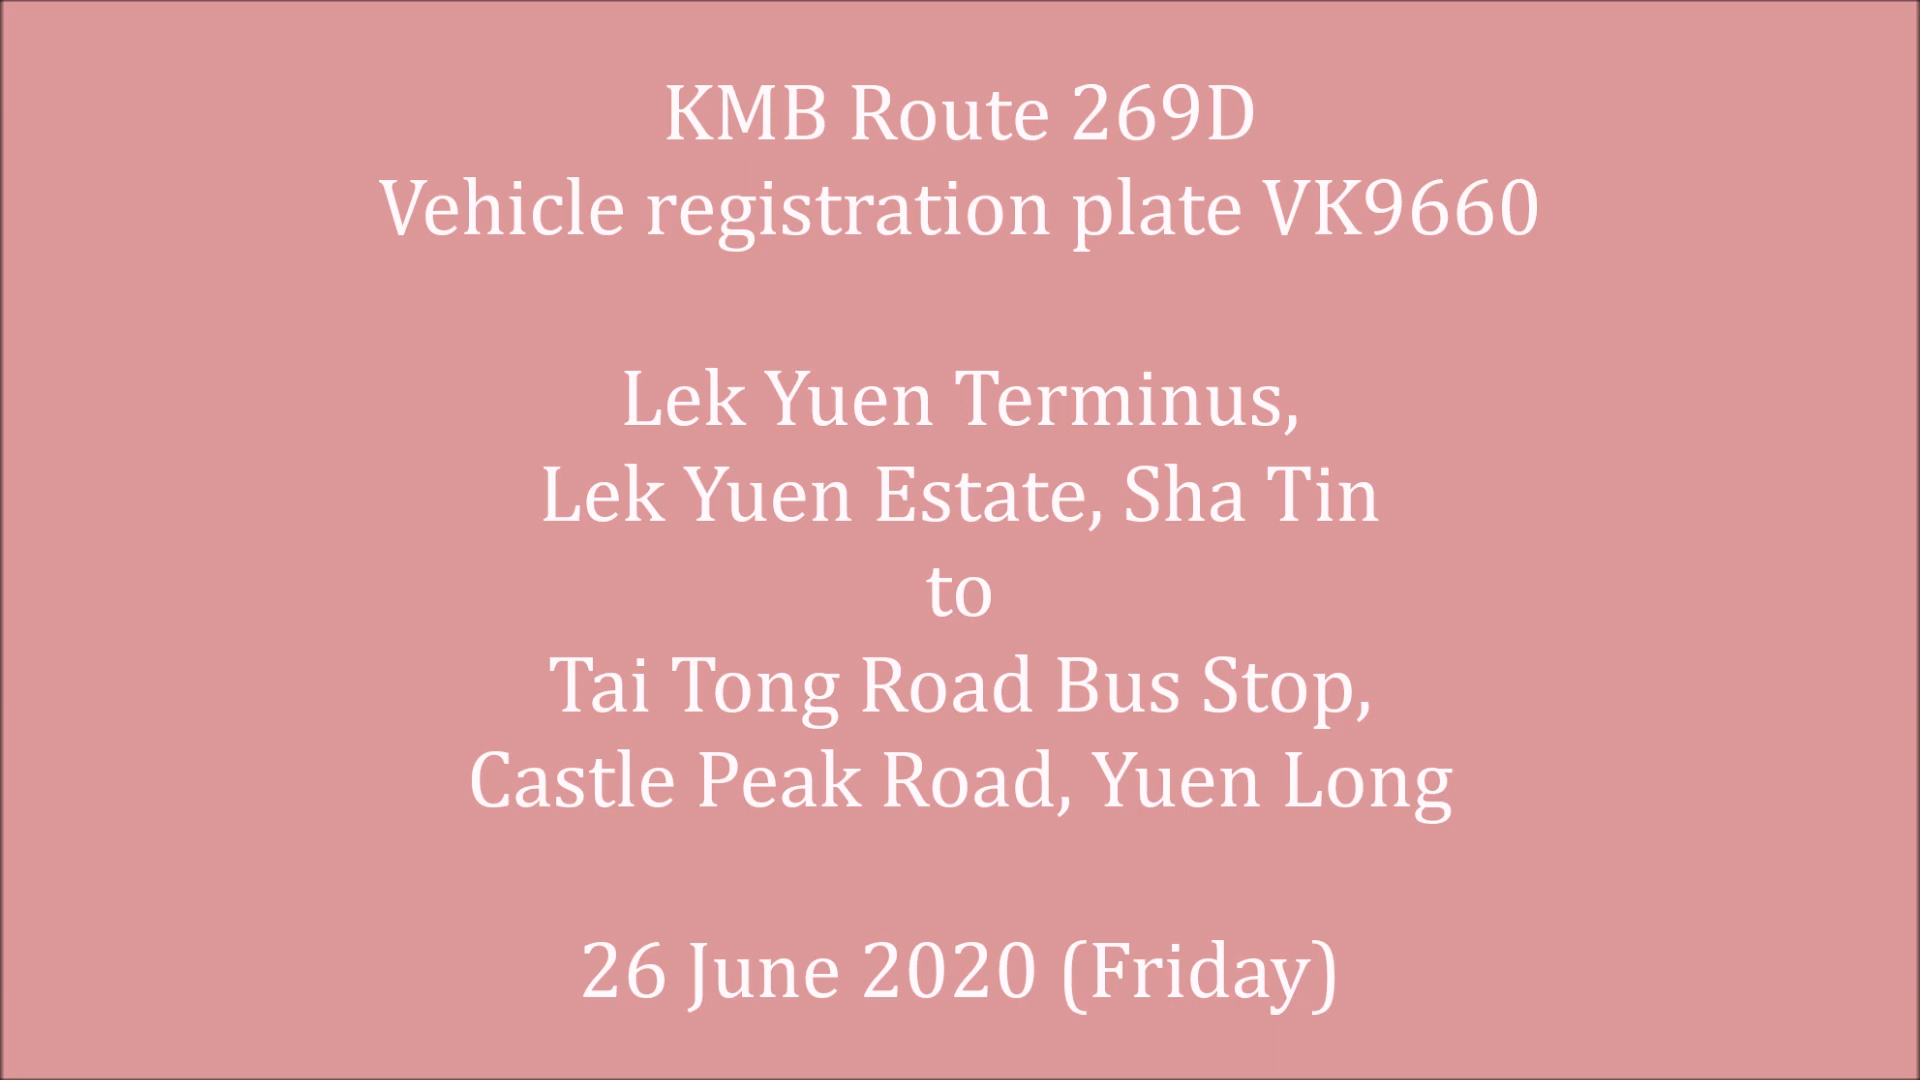 KMB Route 269D
Vehicle registration plate VK9660
Lek Yuen Terminus,
Lek Yuen Estate, Sha Tin
to
Tai Tong Road Bus Stop,
Castle Peak Road, Yuen Long
26 June 2020 (Friday)